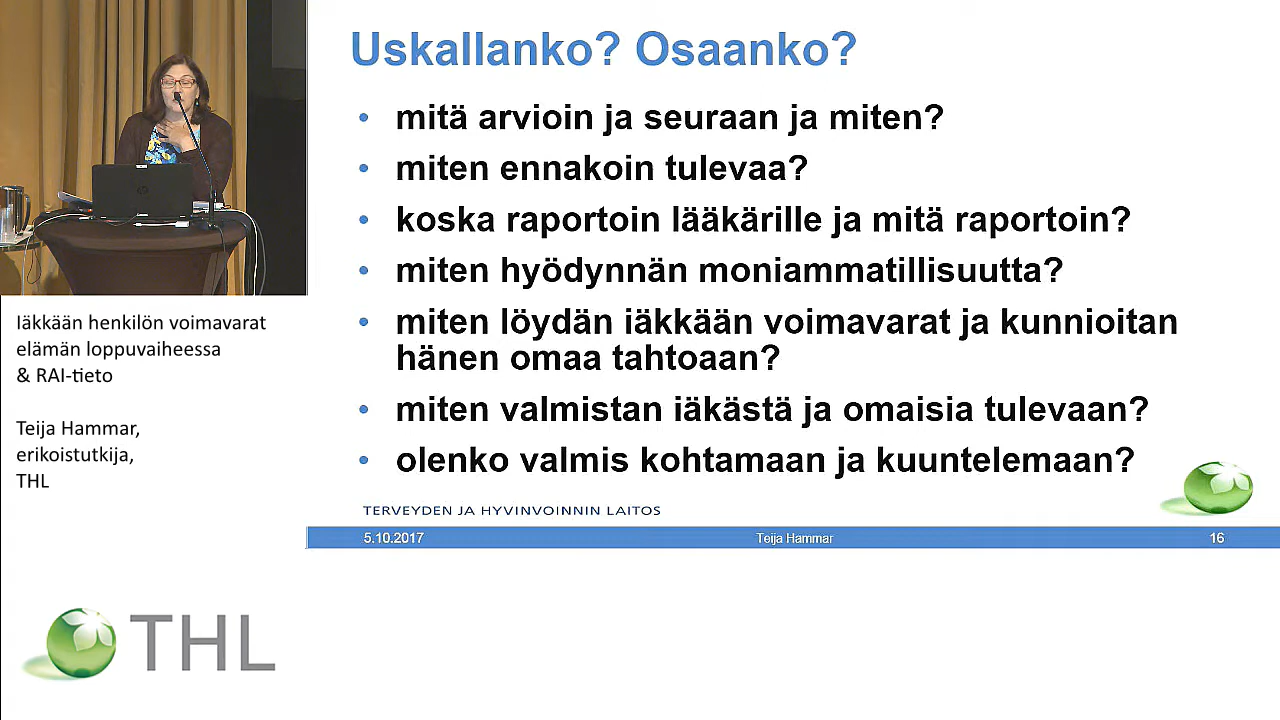 Uskallanko? Osaanko?
• mitä arvioin ja seuraan ja miten?
• miten ennakoin tulevaa?
• koska raportoin lääkärille ja mitä raportoin?
• miten hyödynnän moniammatillisuutta?
• miten löydän iäkkään voimavarat ja kunnioitan
hänen omaa tahtoaan?
• miten valmistan iäkästä ja omaisia tulevaan?
• olenko valmis kohtamaan ja kuuntelemaan?
TERVEYDEN JA HYVINVOINNIN LAITOS
5.10.2017 Teija Hammar 16
Iäkkään henkilön voimavarat
elämän loppuvaiheessa
& RAI-tieto
Teija Hammar,
erikoistutkija,
THL
THL